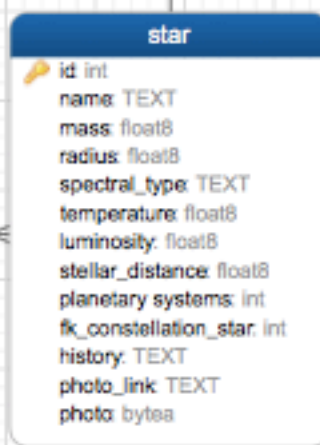 star
id: int
name: TEXT
mass: float8
radius: float8
spectral_type: TEXT
temperature: float8
luminosity: float8
stellar_distance: float8
planetary systems: int
fk_constellation_star: int
history: TEXT
photo_link: TEXT
photo: bytea